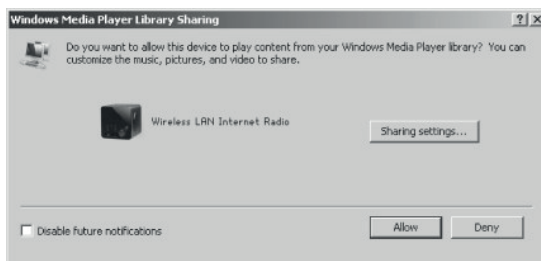 Windows Media Player Library Sharing
Do you want to allow this device to play content from your Windows Media Player library? You can
customize the music, pictures, and video to share.
Wireless LAN Internet Radio
Sharing settings...
Disable future notifications
Allow
Deny